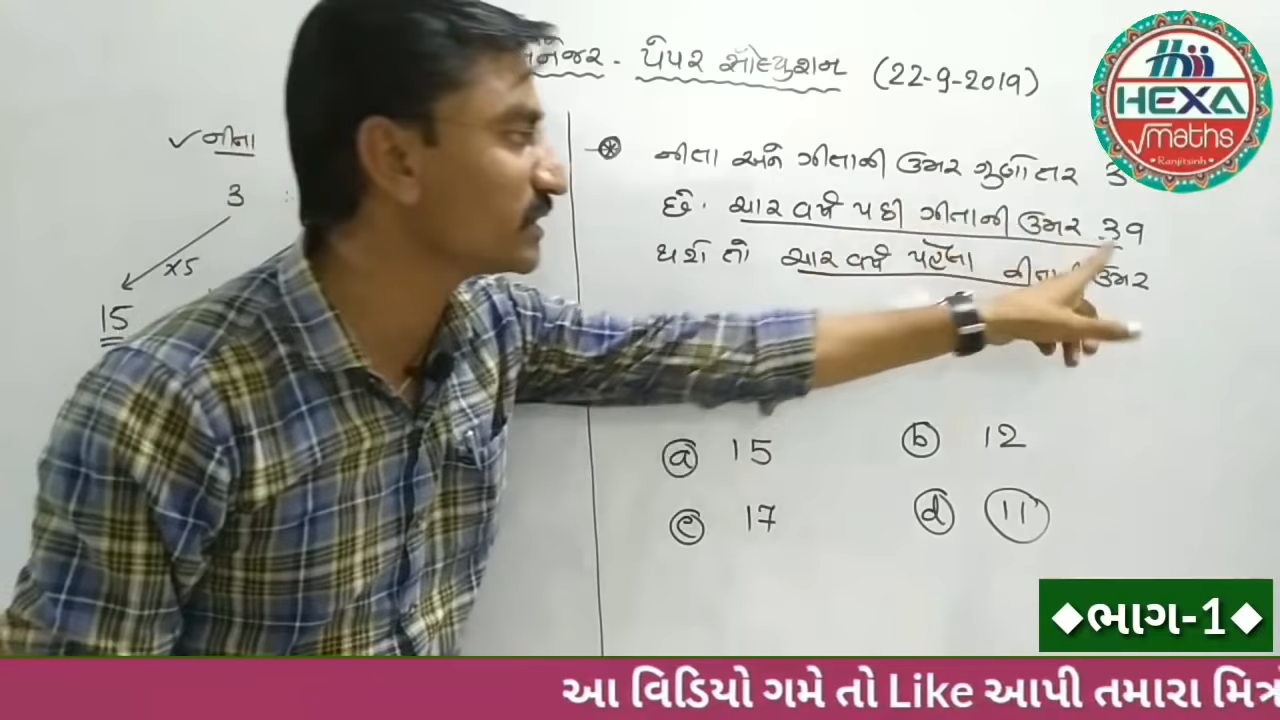 પેપર સોલ્યુશન (22-9-2019)
✓ નીતા
3
×5
15
નીતા અને ગીતાની ઉંમર ગુણોત્તર 3
છે. ચાર વર્ષ પછી ગીતાની ઉંમર 39
થશે તો ચાર વર્ષ પહેલા નીતાની ઉંમર
ⓐ 15 ⓑ 12
ⓒ 17 ⓓ 11
HEXA
maths
Ranjitsinh
◆ભાગ-1◆
આ વિડિયો ગમે તો Like આપી તમારા